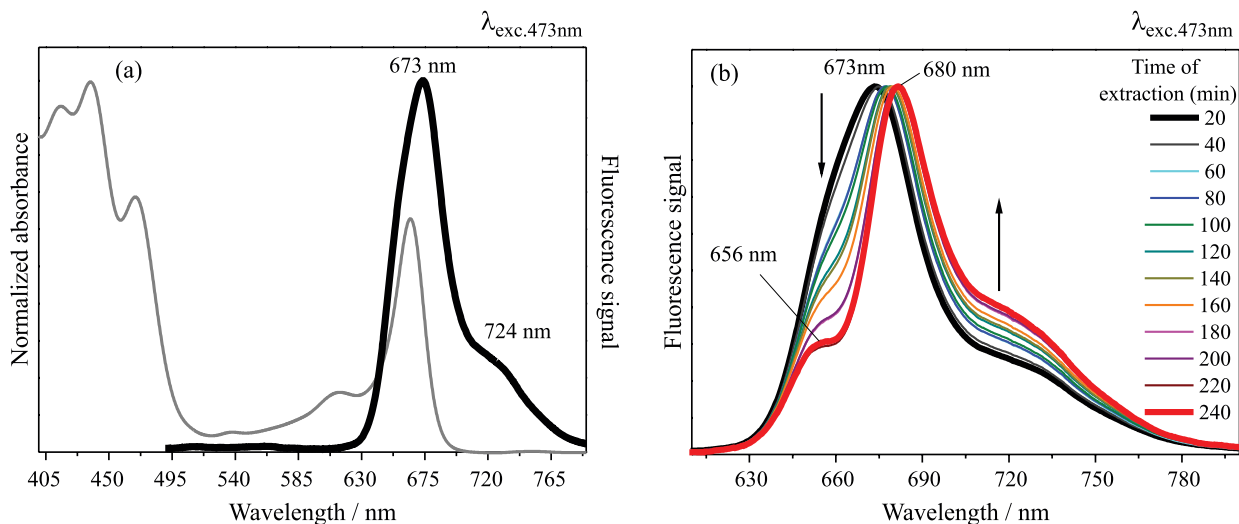 λexc.473nm
(a)
673 nm
724 nm
Normalized absorbance
Fluorescence signal
405 450 495 540 585 630 675 720 765
Wavelength / nm
λexc.473nm
(b)
673nm
680 nm
656 nm
Time of
extraction (min)
20
40
60
80
100
120
140
160
180
200
220
240
Fluorescence signal
630 660 690 720 750 780
Wavelength / nm